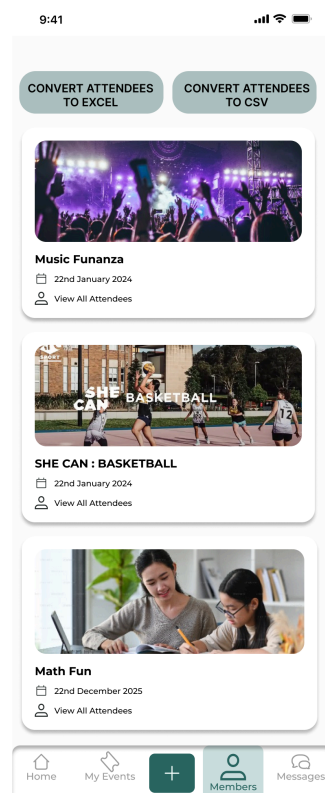 9:41
CONVERT ATTENDEES
TO EXCEL
CONVERT ATTENDEES
TO CSV
Music Funanza
22nd January 2024
View All Attendees
SPORT
SHE
CAN
BASKETBALL
12
SHE CAN : BASKETBALL
22nd January 2024
View All Attendees
Math Fun
22nd December 2025
View All Attendees
Home
My Events
Members
Messages